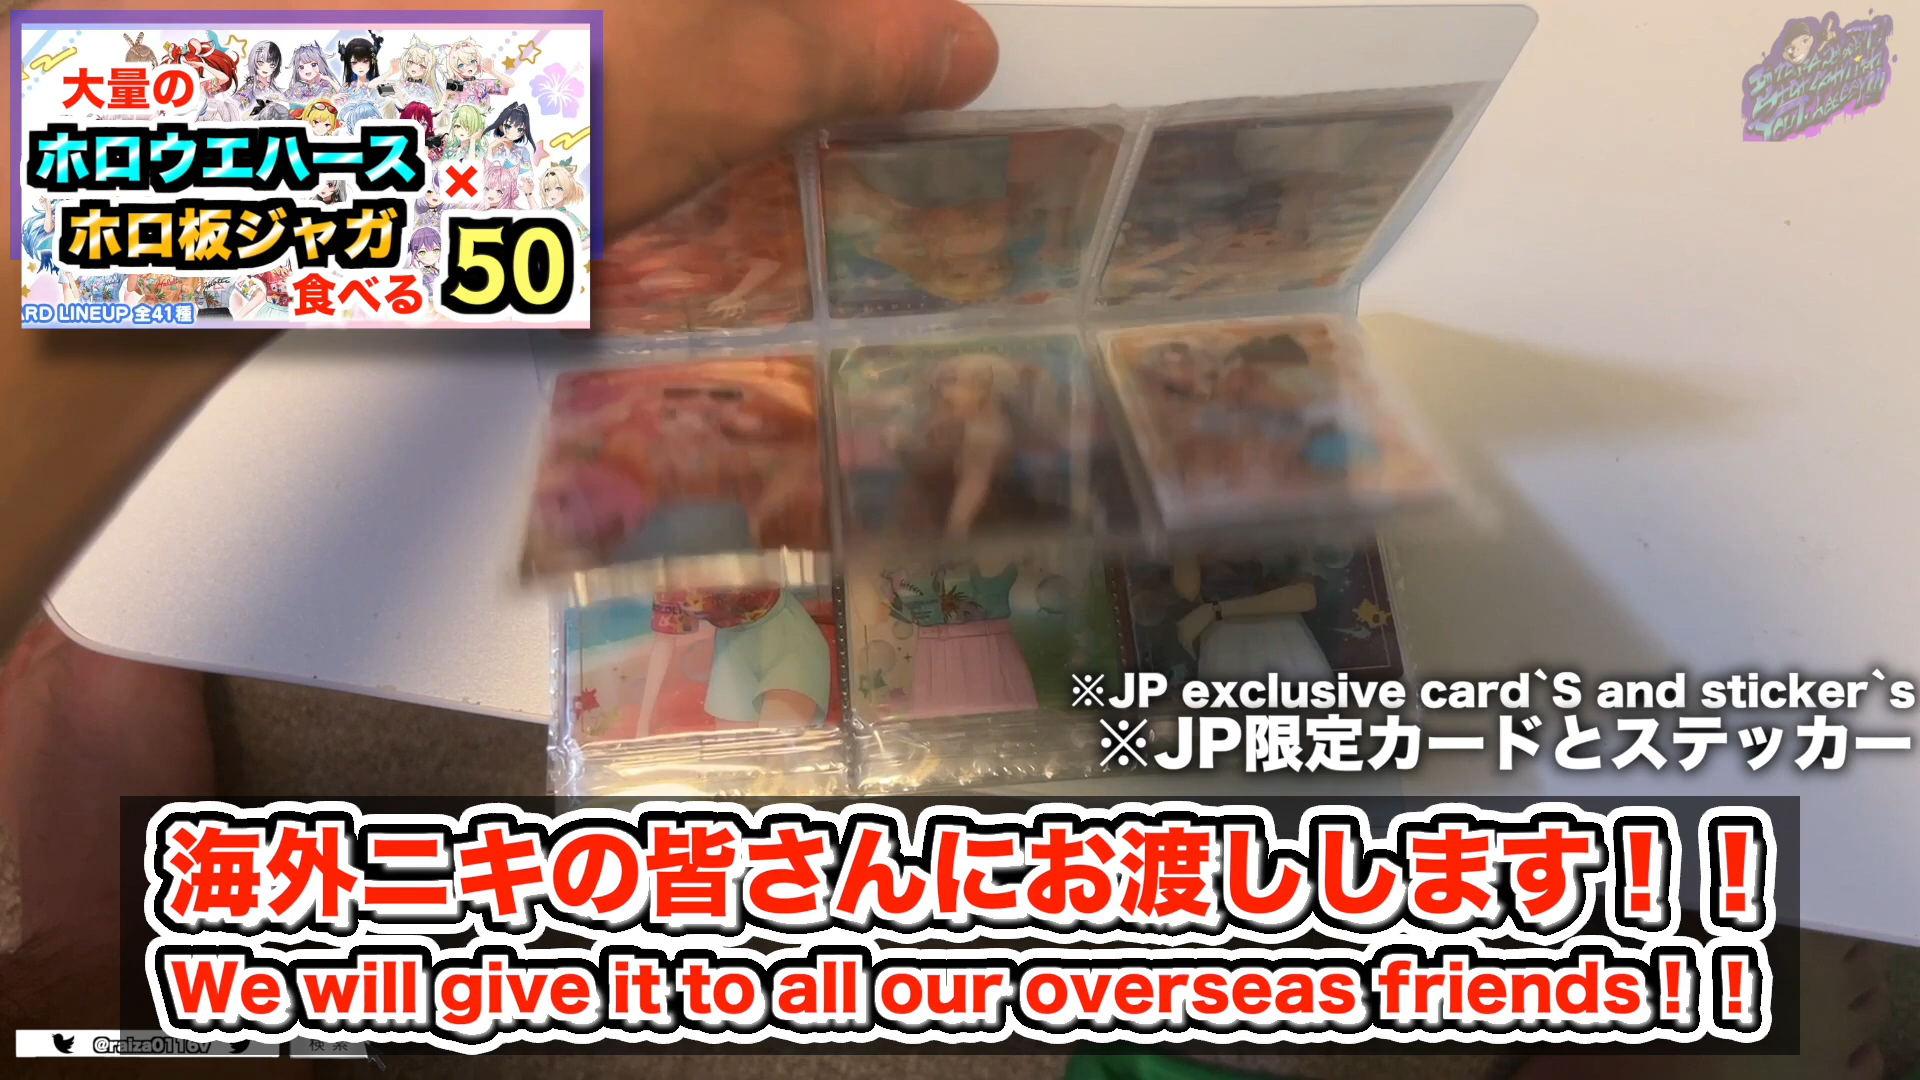 大量の
ホロウエハース
×
ホロ板ジャガ
50
食べる
ARD LINEUP 全41種
※JP exclusive card`S and sticker`s
※JP限定カードとステッカー
海外ニキの皆さんにお渡しします！！
We will give it to all our overseas friends！！
@raiza0116v
検索